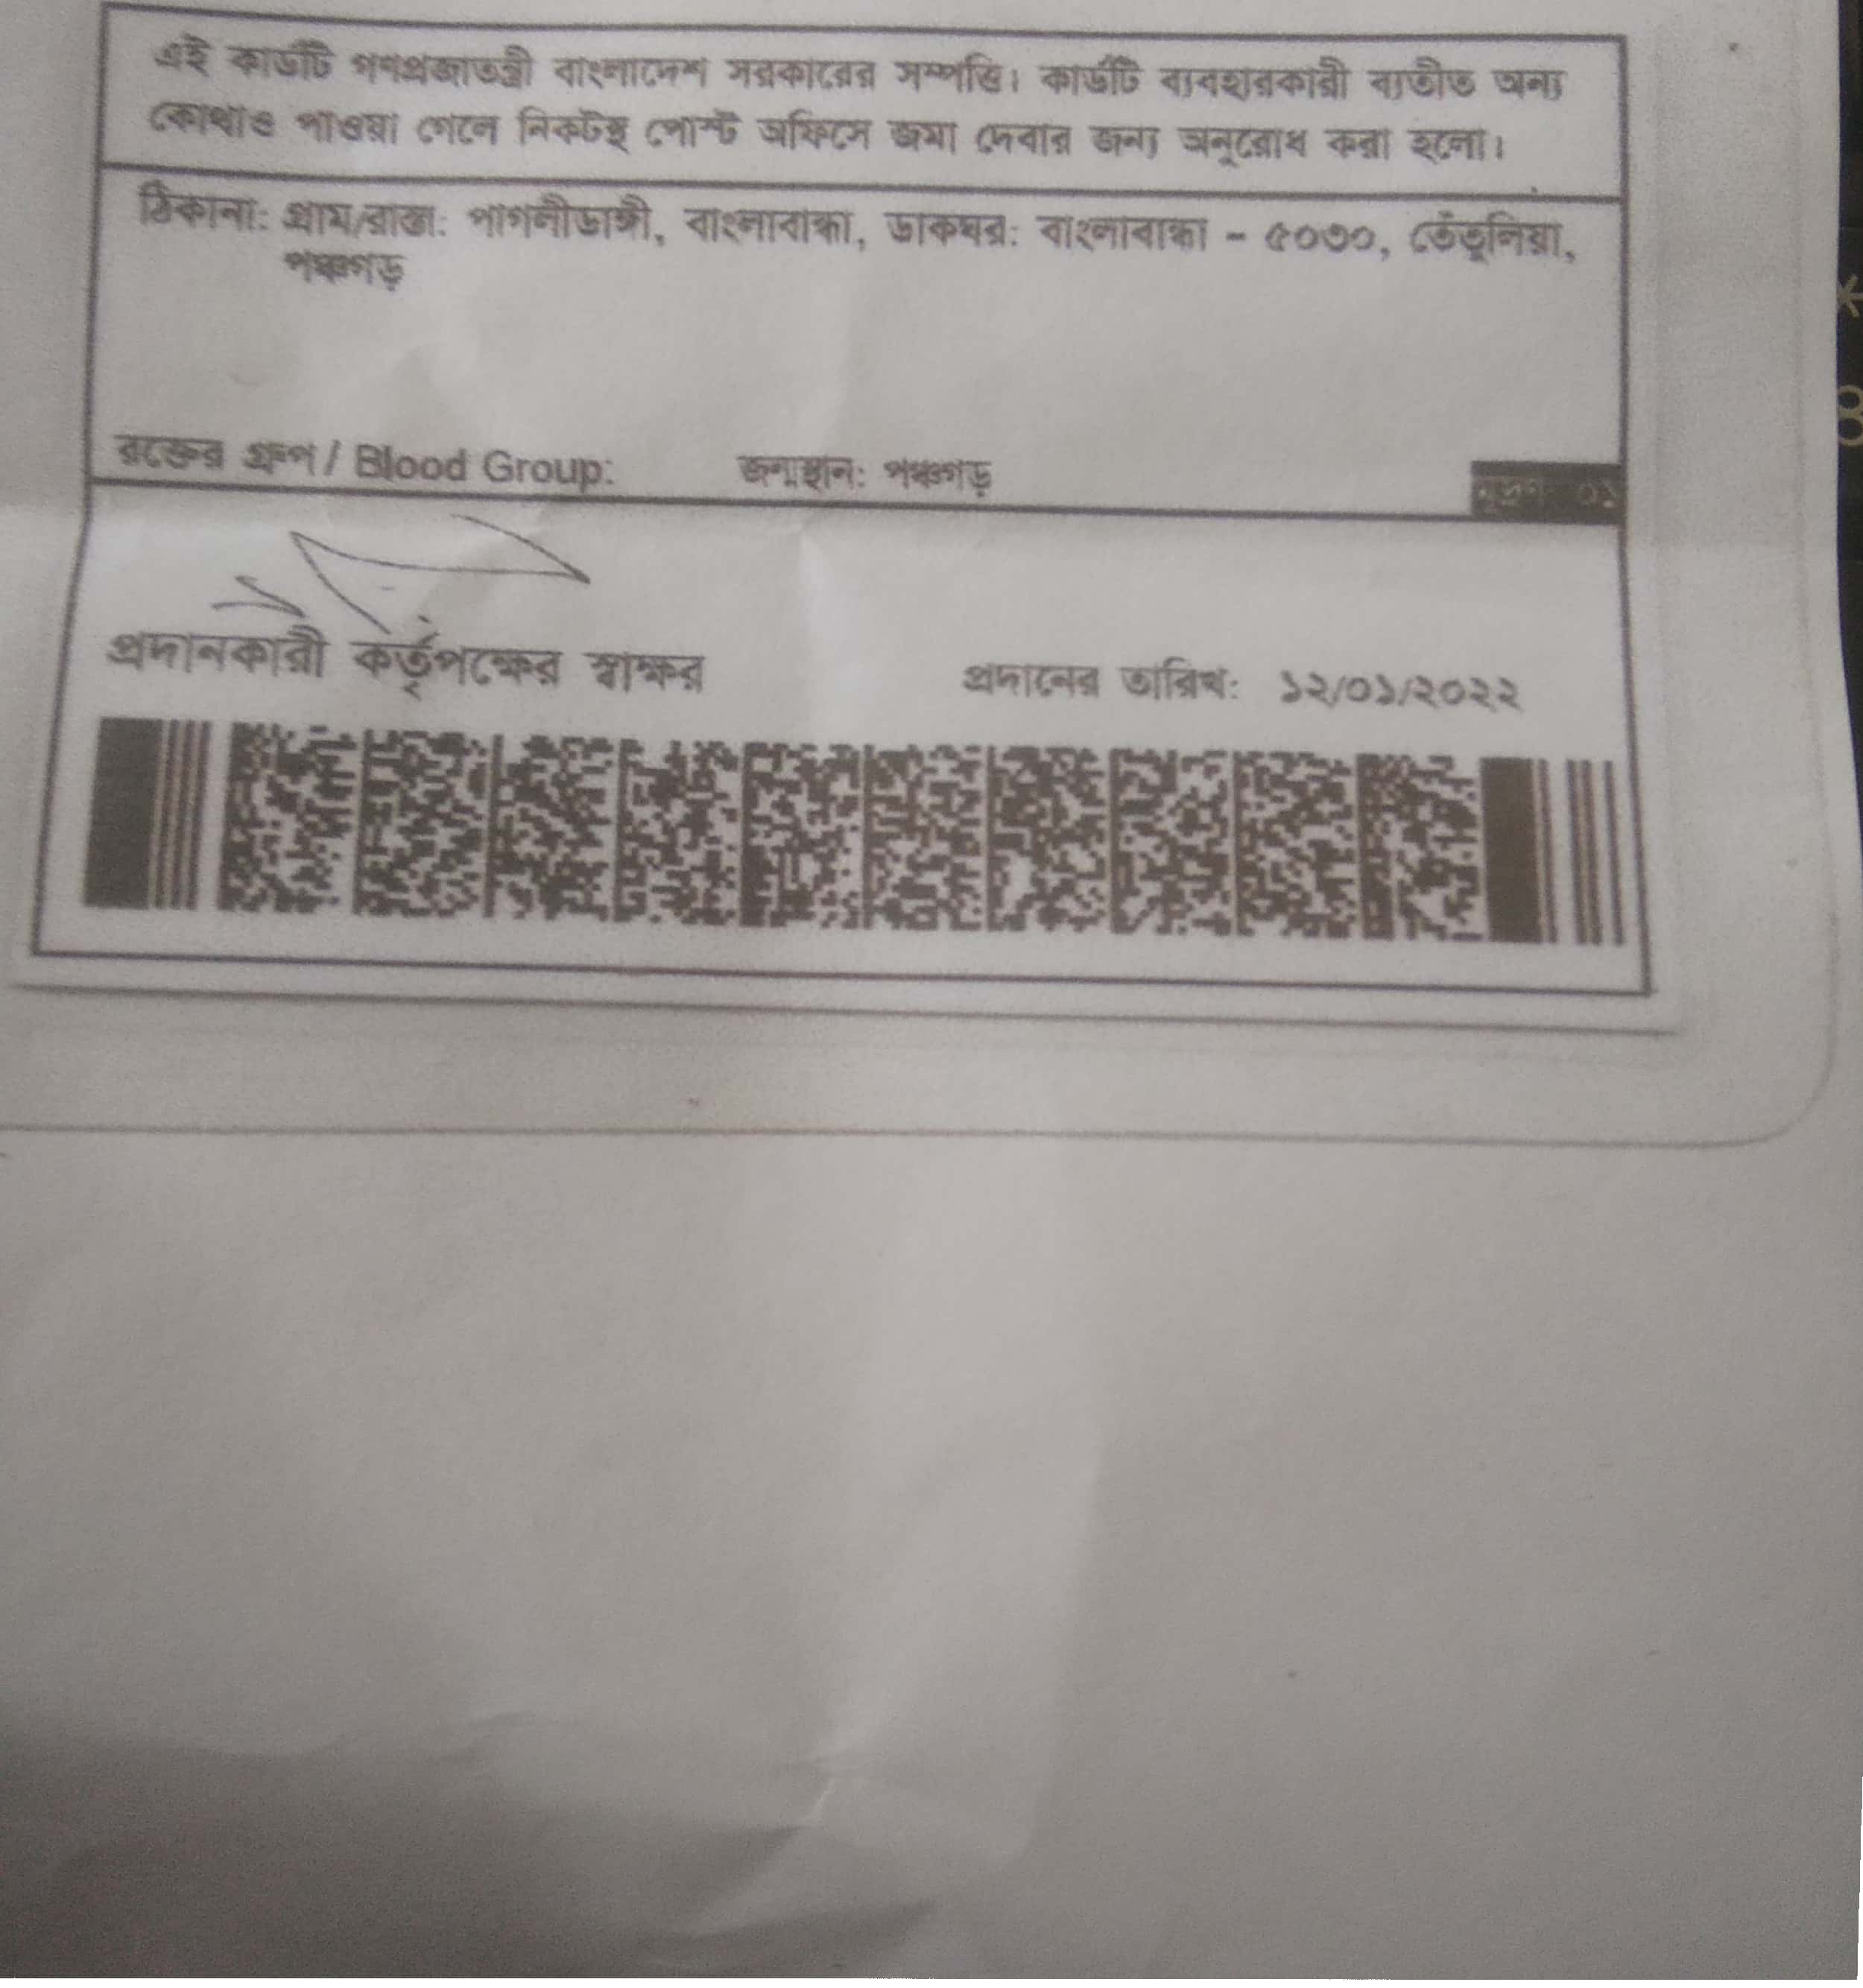 এই কার্ডটি গণপ্রজাতন্ত্রী বাংলাদেশ সরকারের সম্পত্তি। কার্ডটি ব্যবহারকারী ব্যতীত অন্য
কোথাও পাওয়া গেলে নিকটস্থ পোস্ট অফিসে জমা দেবার জন্য অনুরোধ করা হলো।
ঠিকানা: গ্রাম/রাস্তা: পাগলীডাঙ্গী, বাংলাবান্ধা, ডাকঘর: বাংলাবান্ধা - ৫০৩০, তেঁতুলিয়া,
পঞ্চগড়
রক্তের গ্রুপ / Blood Group: জন্মস্থান: পঞ্চগড় মুদ্রণ: ০১
প্রদানকারী কর্তৃপক্ষের স্বাক্ষর প্রদানের তারিখ: ১২/০১/২০২২